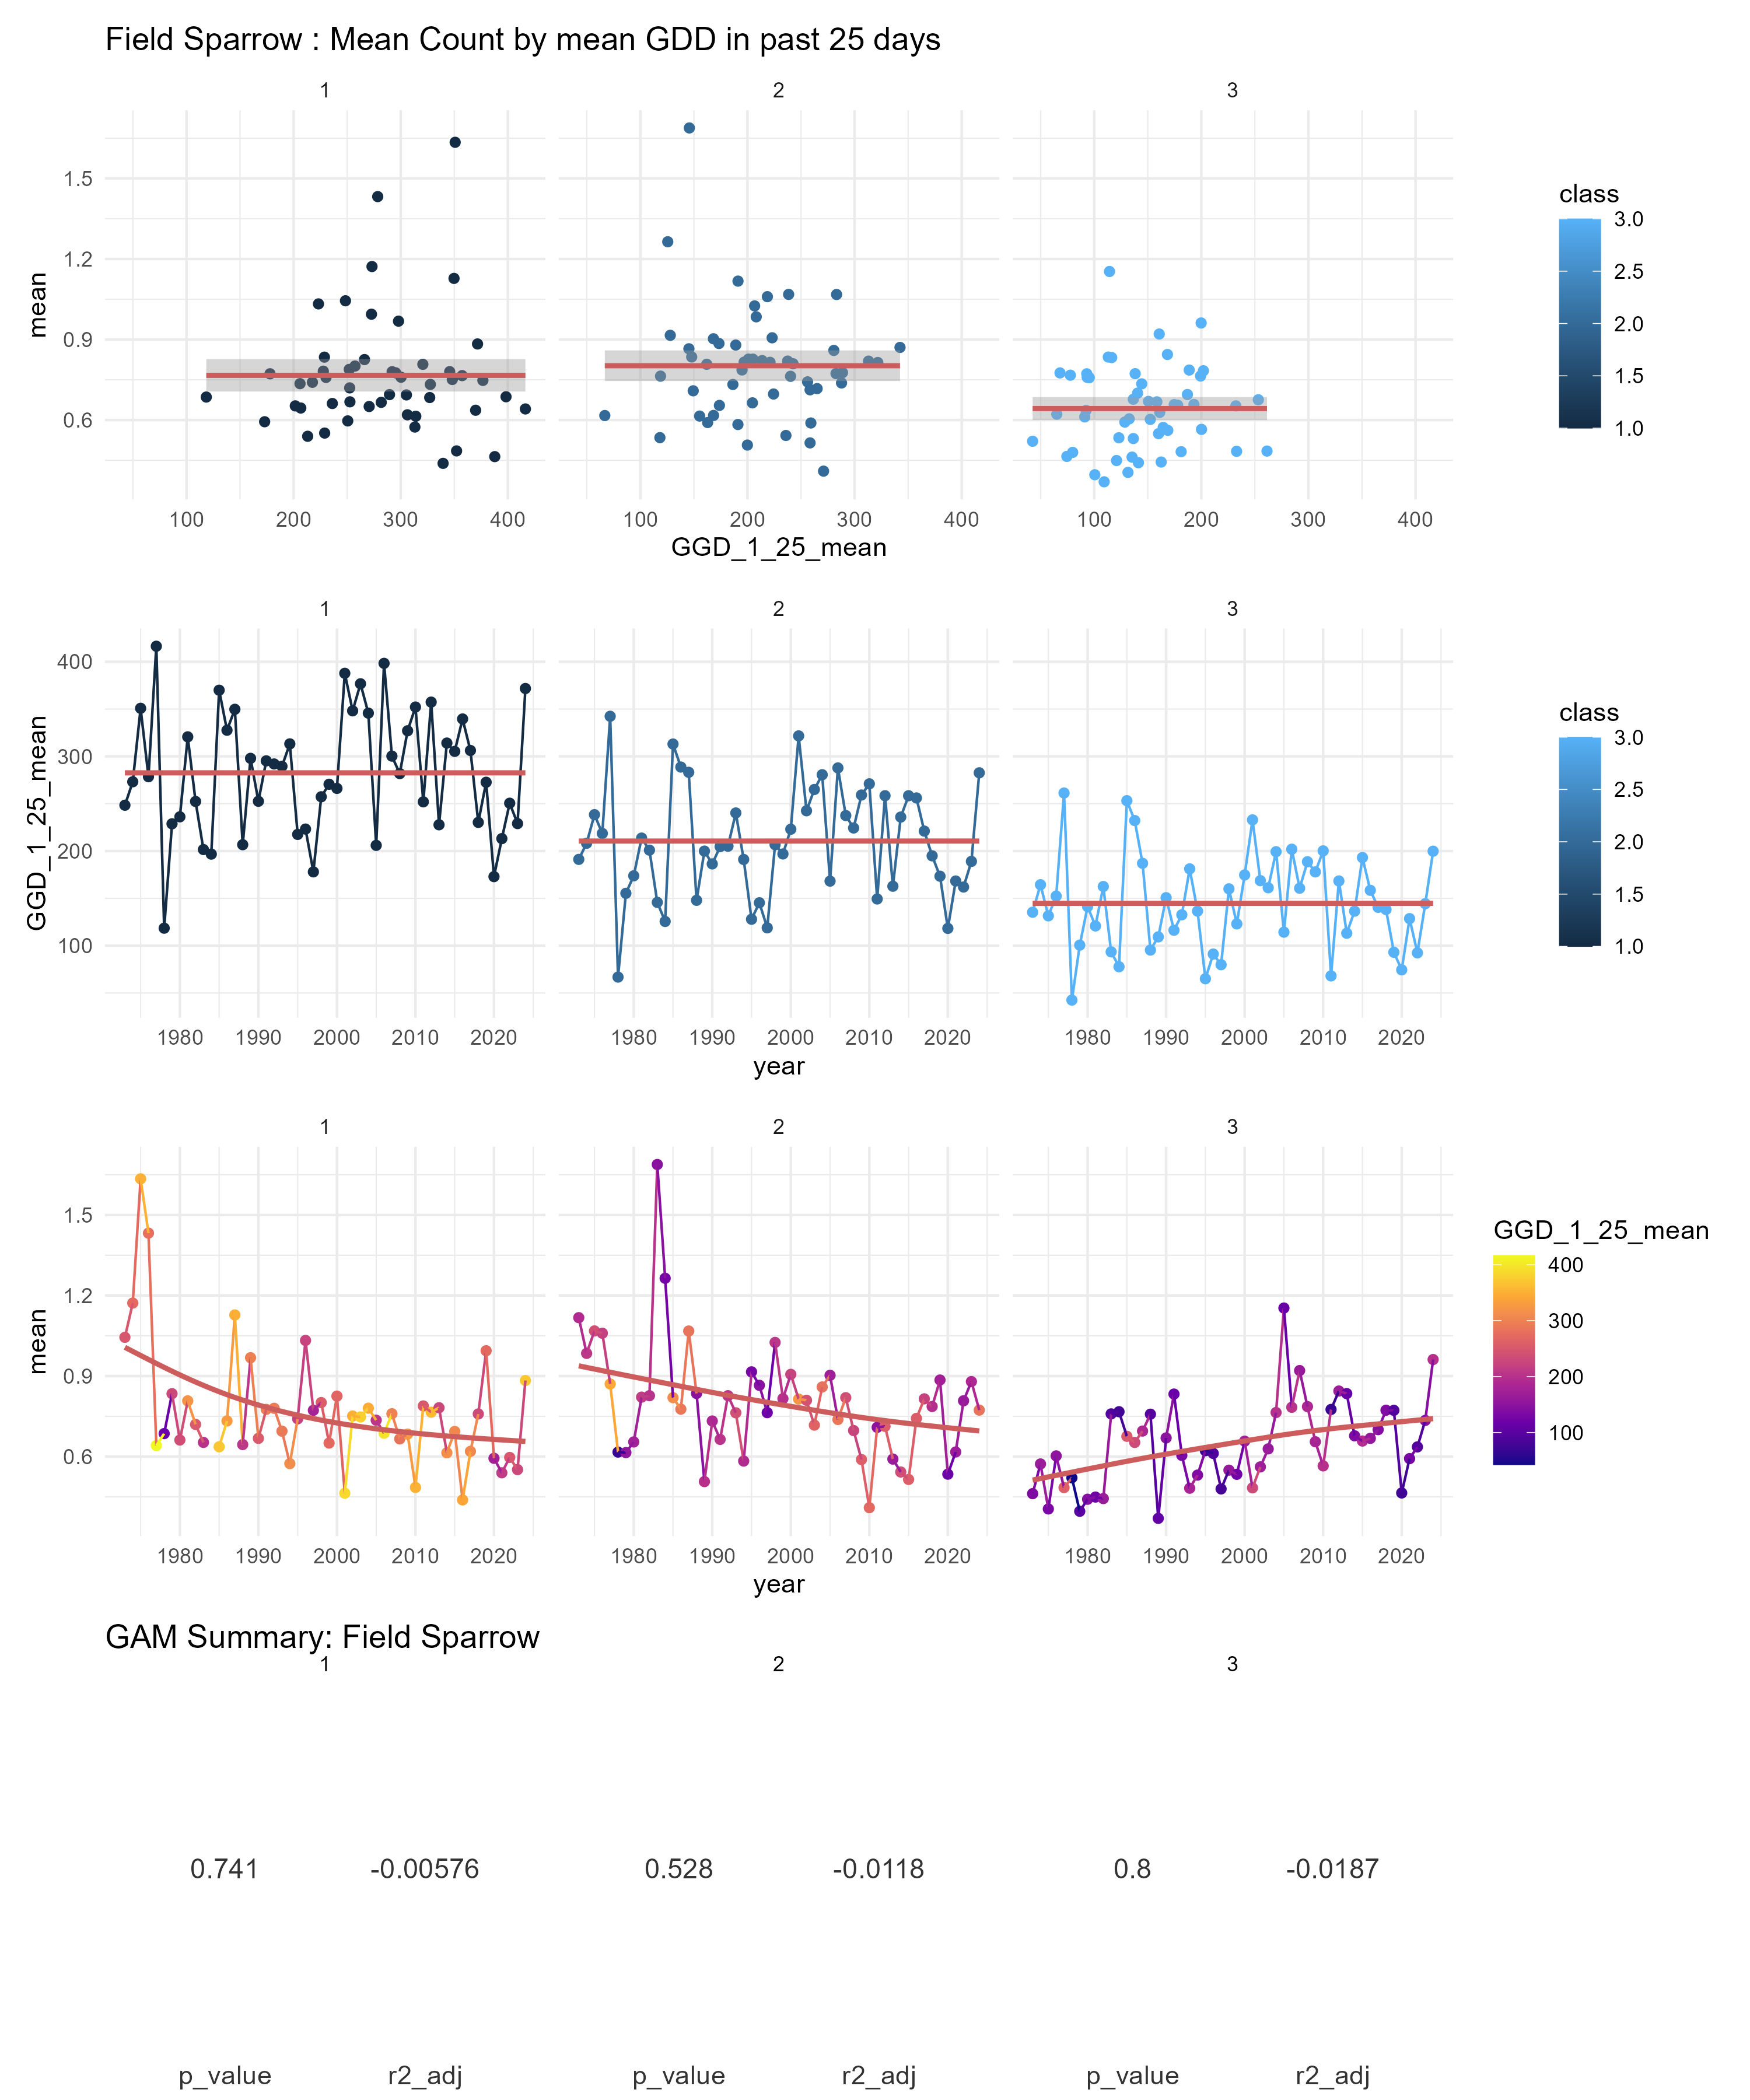 Field Sparrow : Mean Count by mean GDD in past 25 days
1 2 3
mean
1.5
1.2
0.9
0.6
100 200 300 400 100 200 300 400 100 200 300 400
GGD_1_25_mean
class
3.0
2.5
2.0
1.5
1.0
1 2 3
GGD_1_25_mean
400
300
200
100
1980 1990 2000 2010 2020 1980 1990 2000 2010 2020 1980 1990 2000 2010 2020
year
class
3.0
2.5
2.0
1.5
1.0
1 2 3
mean
1.5
1.2
0.9
0.6
1980 1990 2000 2010 2020 1980 1990 2000 2010 2020 1980 1990 2000 2010 2020
year
GGD_1_25_mean
400
300
200
100
GAM Summary: Field Sparrow
1 2 3
0.741 -0.00576 0.528 -0.0118 0.8 -0.0187
p_value r2_adj p_value r2_adj p_value r2_adj